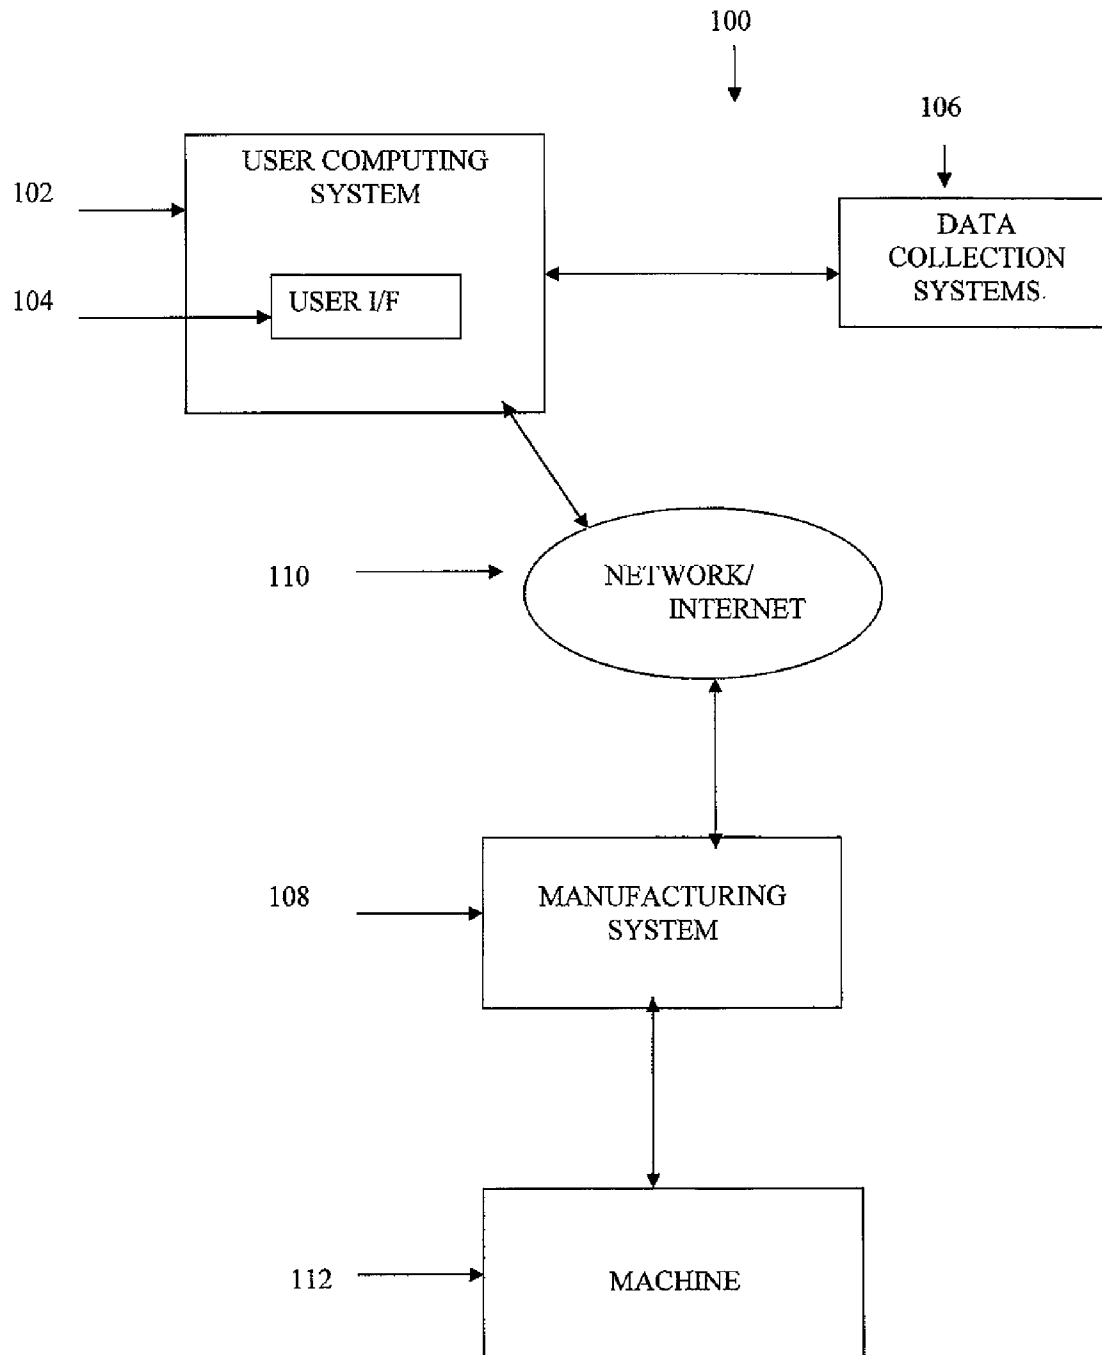 100
106
USER COMPUTING
SYSTEM
102
DATA
COLLECTION
SYSTEMS
104
USER I/F
110
NETWORK/
INTERNET
108
MANUFACTURING
SYSTEM
112
MACHINE